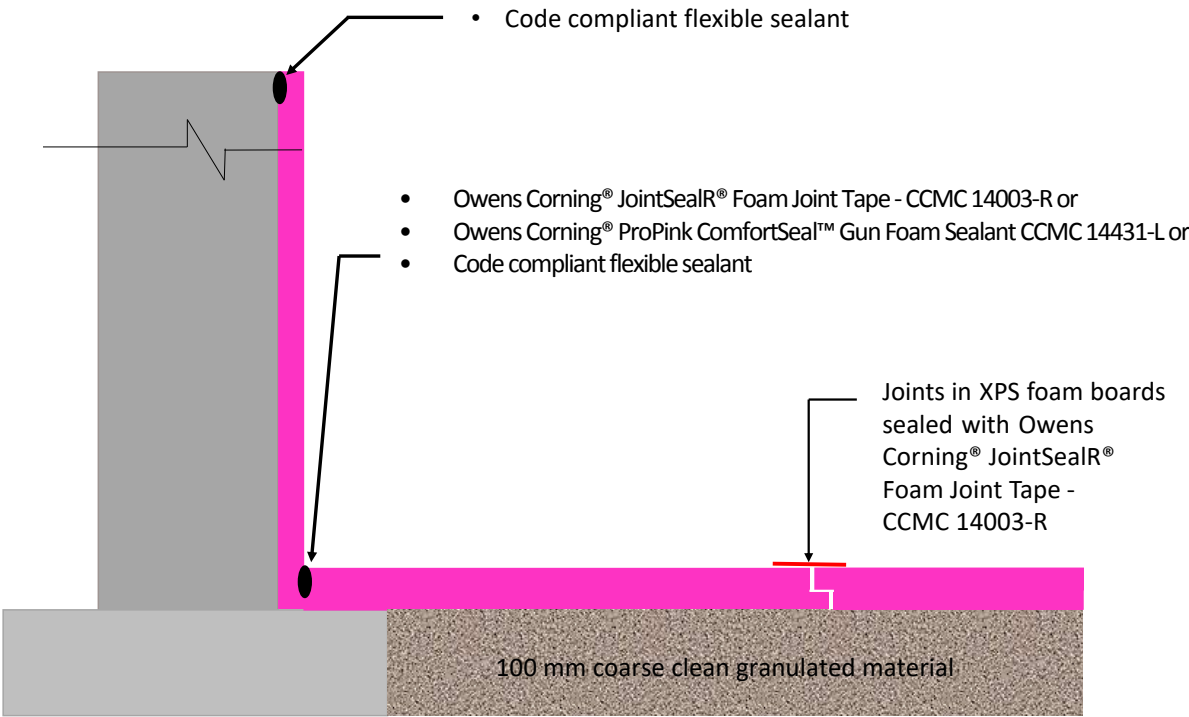 • Code compliant flexible sealant
• Owens Corning® JointSealR® Foam Joint Tape - CCMC 14003-R or
• Owens Corning® ProPink ComfortSeal™ Gun Foam Sealant CCMC 14431-L or
• Code compliant flexible sealant
Joints in XPS foam boards
sealed with Owens
Corning® JointSealR®
Foam Joint Tape -
CCMC 14003-R
100 mm coarse clean granulated material